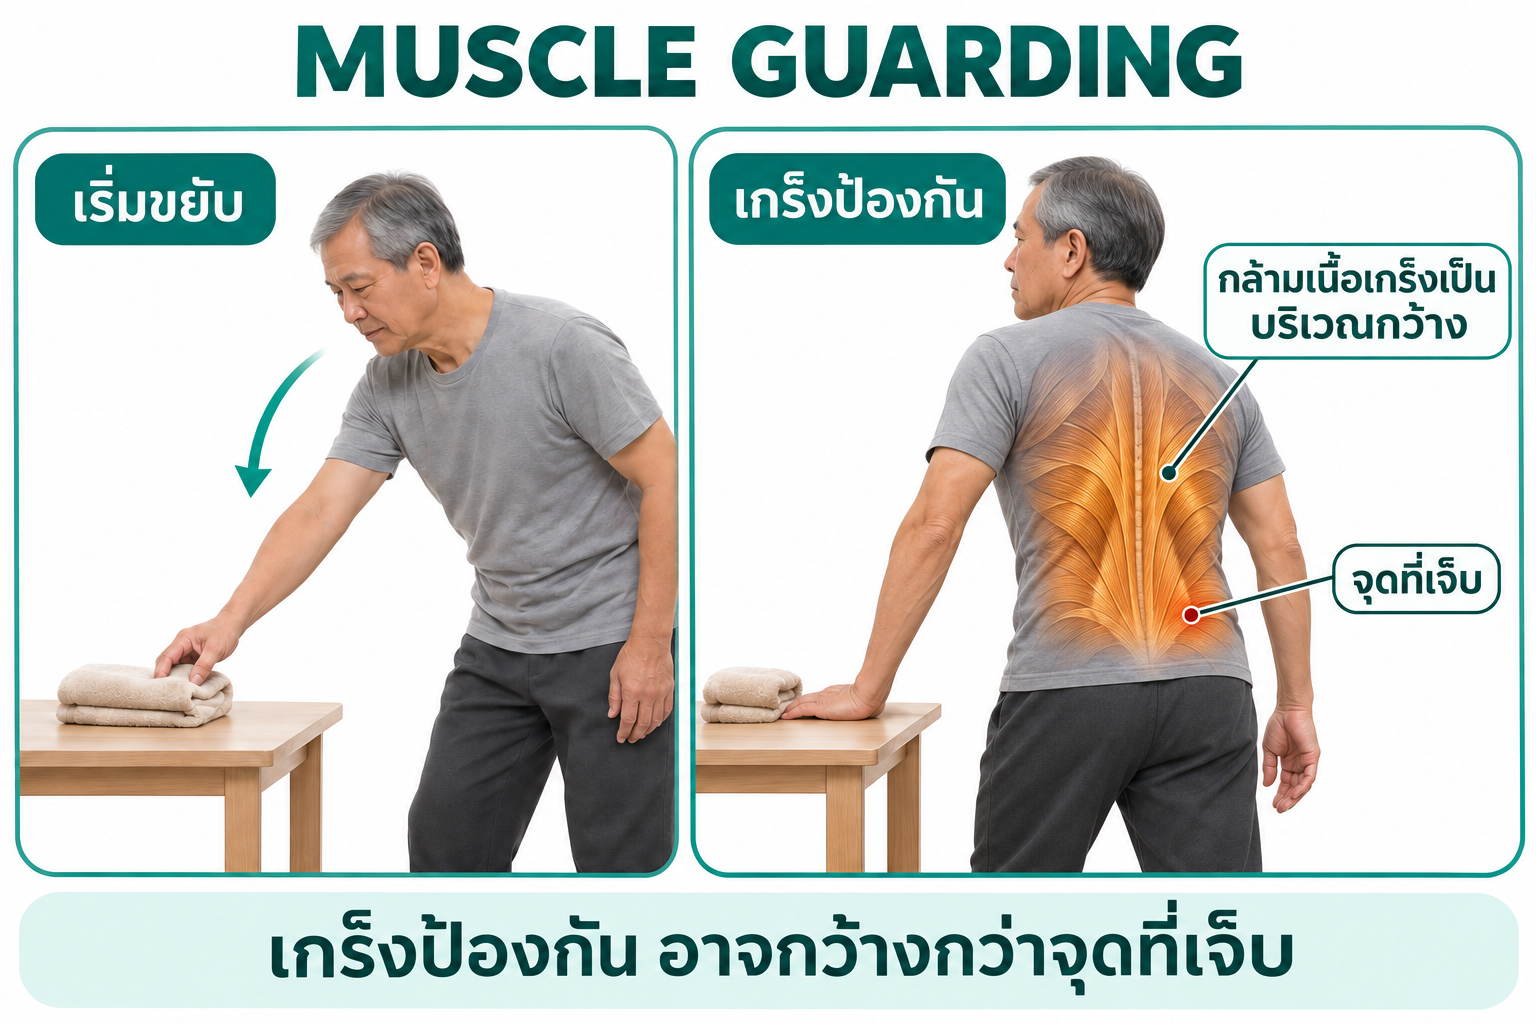 MUSCLE GUARDING
เริ่มขยับ
เกร็งป้องกัน
กล้ามเนื้อเกร็งเป็น
บริเวณกว้าง
จุดที่เจ็บ
เกร็งป้องกัน อาจกว้างกว่าจุดที่เจ็บ